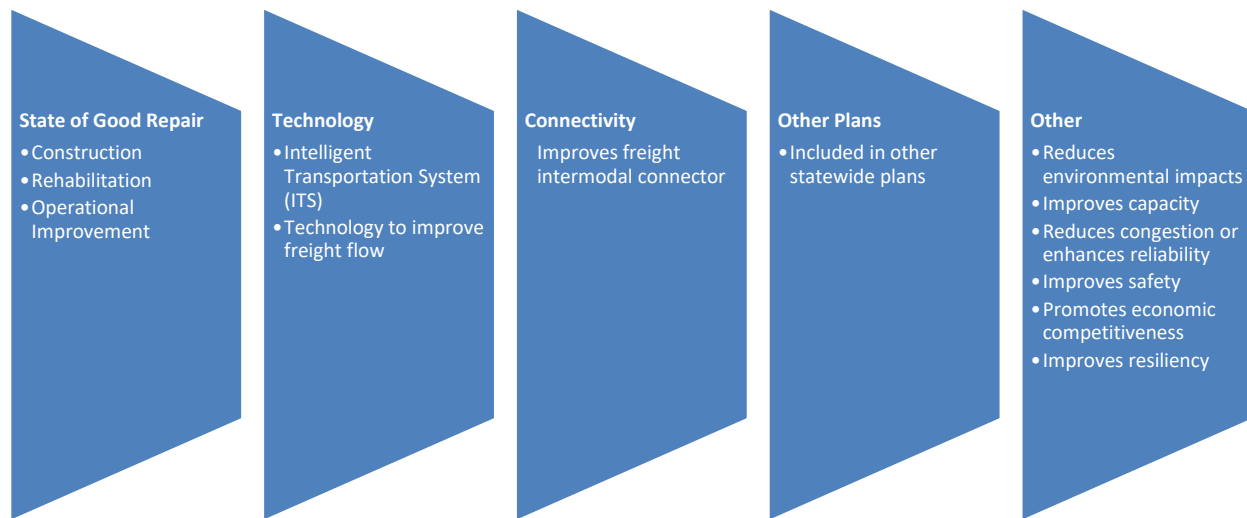 State of Good Repair
•Construction
•Rehabilitation
•Operational
Improvement
Technology
•Intelligent
Transportation System
(ITS)
•Technology to improve
freight flow
Connectivity
Improves freight
intermodal connector
Other Plans
•Included in other
statewide plans
Other
•Reduces
environmental impacts
•Improves capacity
•Reduces congestion or
enhances reliability
•Improves safety
•Promotes economic
competitiveness
•Improves resiliency